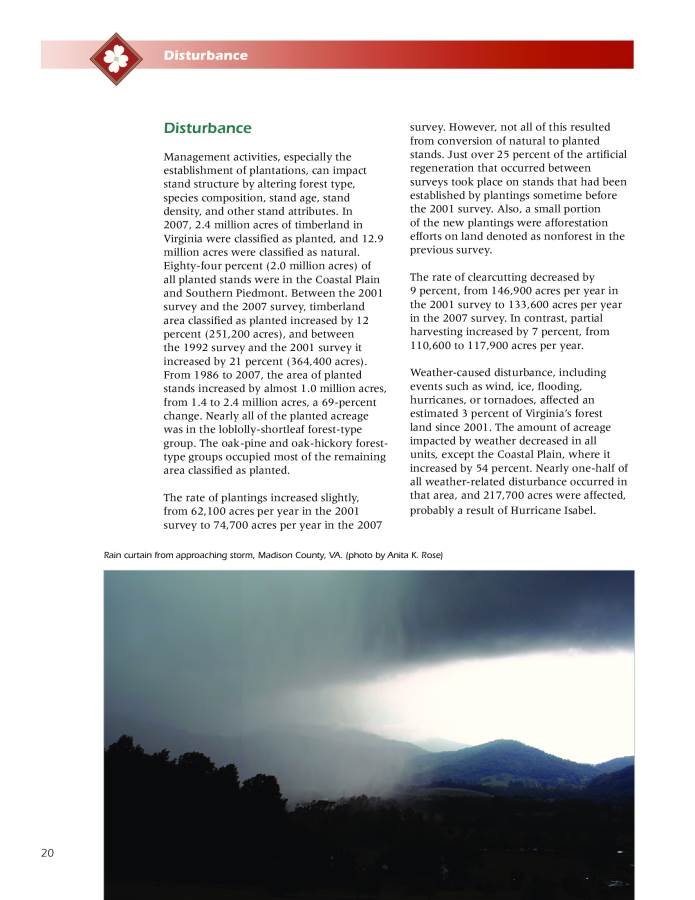 Disturbance
Disturbance
Management activities, especially the
establishment of plantations, can impact
stand structure by altering forest type,
species composition, stand age, stand
density, and other stand attributes. In
2007, 2.4 million acres of timberland in
Virginia were classified as planted, and 12.9
million acres were classified as natural.
Eighty-four percent (2.0 million acres) of
all planted stands were in the Coastal Plain
and Southern Piedmont. Between the 2001
survey and the 2007 survey, timberland
area classified as planted increased by 12
percent (251,200 acres), and between
the 1992 survey and the 2001 survey it
increased by 21 percent (364,400 acres).
From 1986 to 2007, the area of planted
stands increased by almost 1.0 million acres,
from 1.4 to 2.4 million acres, a 69-percent
change. Nearly all of the planted acreage
was in the loblolly-shortleaf forest-type
group. The oak-pine and oak-hickory forest-
type groups occupied most of the remaining
area classified as planted.
The rate of plantings increased slightly,
from 62,100 acres per year in the 2001
survey to 74,700 acres per year in the 2007
survey. However, not all of this resulted
from conversion of natural to planted
stands. Just over 25 percent of the artificial
regeneration that occurred between
surveys took place on stands that had been
established by plantings sometime before
the 2001 survey. Also, a small portion
of the new plantings were afforestation
efforts on land denoted as nonforest in the
previous survey.
The rate of clearcutting decreased by
9 percent, from 146,900 acres per year in
the 2001 survey to 133,600 acres per year
in the 2007 survey. In contrast, partial
harvesting increased by 7 percent, from
110,600 to 117,900 acres per year.
Weather-caused disturbance, including
events such as wind, ice, flooding,
hurricanes, or tornadoes, affected an
estimated 3 percent of Virginia's forest
land since 2001. The amount of acreage
impacted by weather decreased in all
units, except the Coastal Plain, where it
increased by 54 percent. Nearly one-half of
all weather-related disturbance occurred in
that area, and 217,700 acres were affected,
probably a result of Hurricane Isabel.
Rain curtain from approaching storm, Madison County, VA. (photo by Anita K. Rose)
20